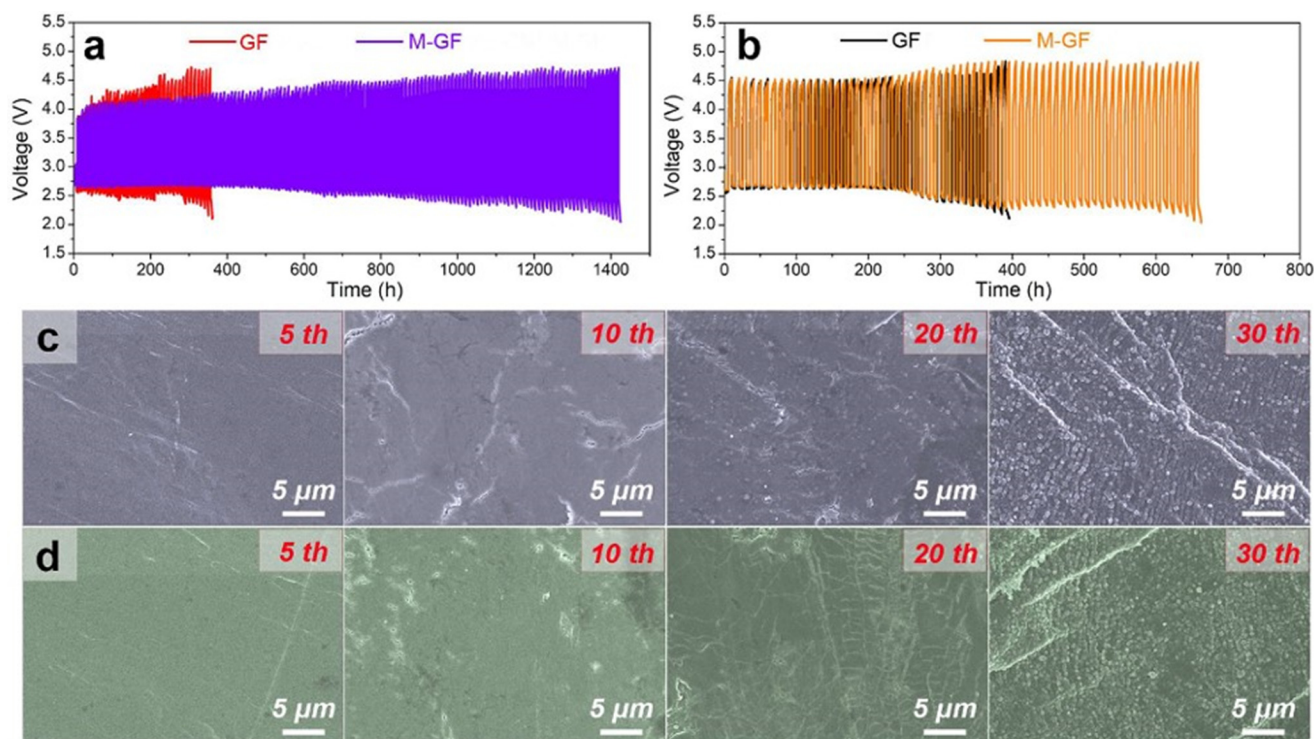 a
GF
M-GF
5.5
5.0
4.5
4.0
3.5
3.0
2.5
2.0
1.5
Voltage (V)
0 200 400 600 800 1000 1200 1400
Time (h)
b
GF
M-GF
5.5
5.0
4.5
4.0
3.5
3.0
2.5
2.0
1.5
Voltage (V)
0 100 200 300 400 500 600 700 800
Time (h)
c
5 th
5 μm
10 th
5 μm
20 th
5 μm
30 th
5 μm
d
5 th
5 μm
10 th
5 μm
20 th
5 μm
30 th
5 μm